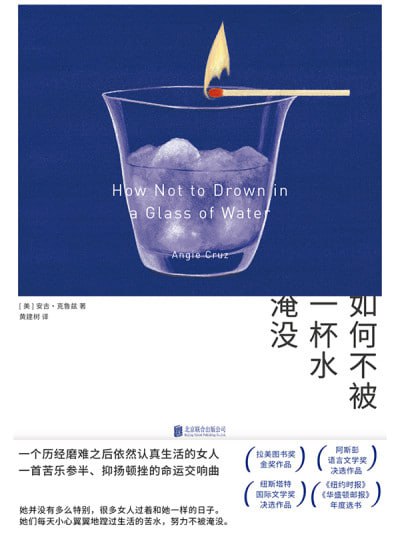 How Not to Drown in
a Glass of Water
Angie Cruz
[ 美 ] 安吉·克鲁兹 著
黄建树 译
如何不被
一杯水
淹没
北京联合出版公司
一个历经磨难之后依然认真生活的女人
一首苦乐参半、抑扬顿挫的命运交响曲
拉美图书奖
金奖作品
阿斯彭
语言文学奖
决选作品
纽斯塔特
国际文学奖
决选作品
《纽约时报》
《华盛顿邮报》
年度选书
她并没有多么特别，很多女人过着和她一样的日子。
她们每天小心翼翼地蹚过生活的苦水，努力不被淹没。